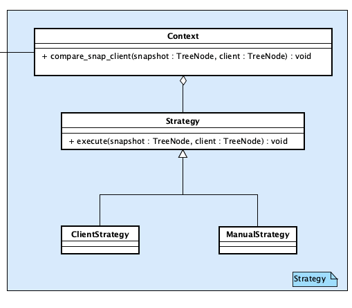 Context
+ compare_snap_client(snapshot : TreeNode, client : TreeNode) : void
Strategy
+ execute(snapshot : TreeNode, client : TreeNode) : void
ClientStrategy
ManualStrategy
Strategy